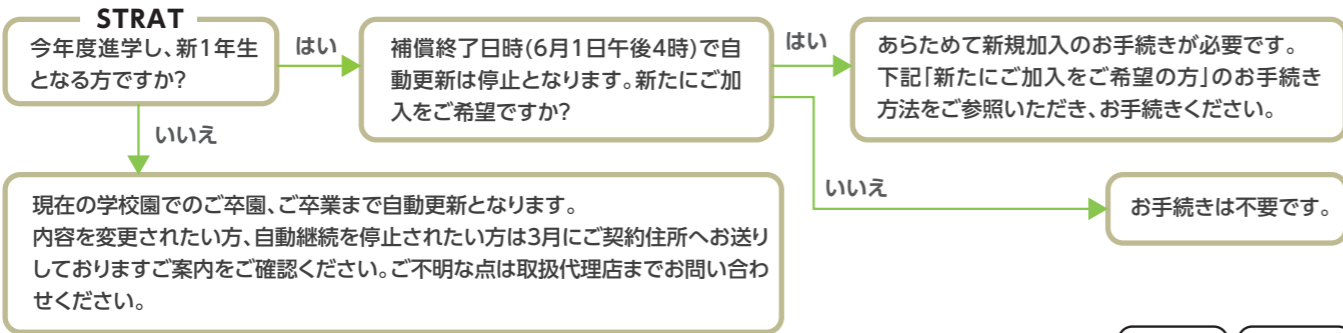 STRAT
今年度進学し、新1年生
となる方ですか?
はい
補償終了日時(6月1日午後4時)で自
動更新は停止となります。新たにご加
入をご希望ですか?
はい
あらためて新規加入のお手続きが必要です。
下記「新たにご加入をご希望の方」のお手続き
方法をご参照いただき、お手続きください。
いいえ
現在の学校園でのご卒園、ご卒業まで自動更新となります。
内容を変更されたい方、自動継続を停止されたい方は3月にご契約住所へお送り
しておりますご案内をご確認ください。ご不明な点は取扱代理店までお問い合わ
せください。
いいえ
お手続きは不要です。